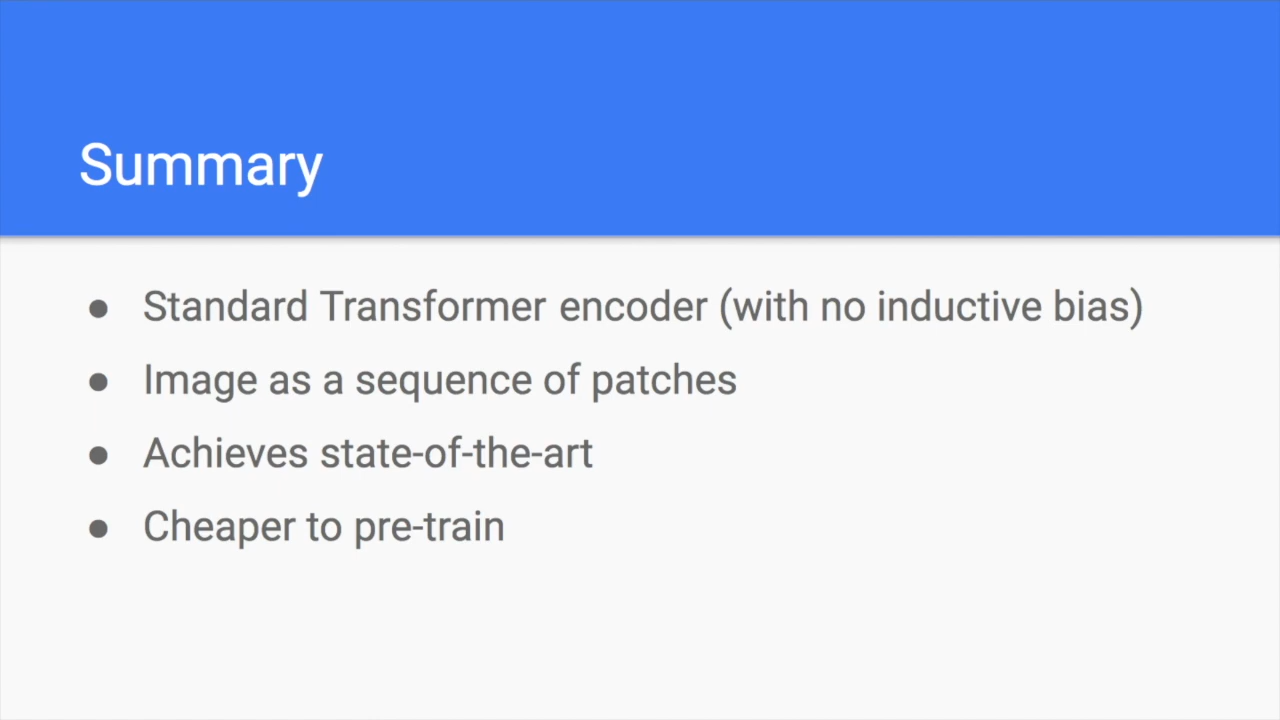 Summary
● Standard Transformer encoder (with no inductive bias)
● Image as a sequence of patches
● Achieves state-of-the-art
● Cheaper to pre-train